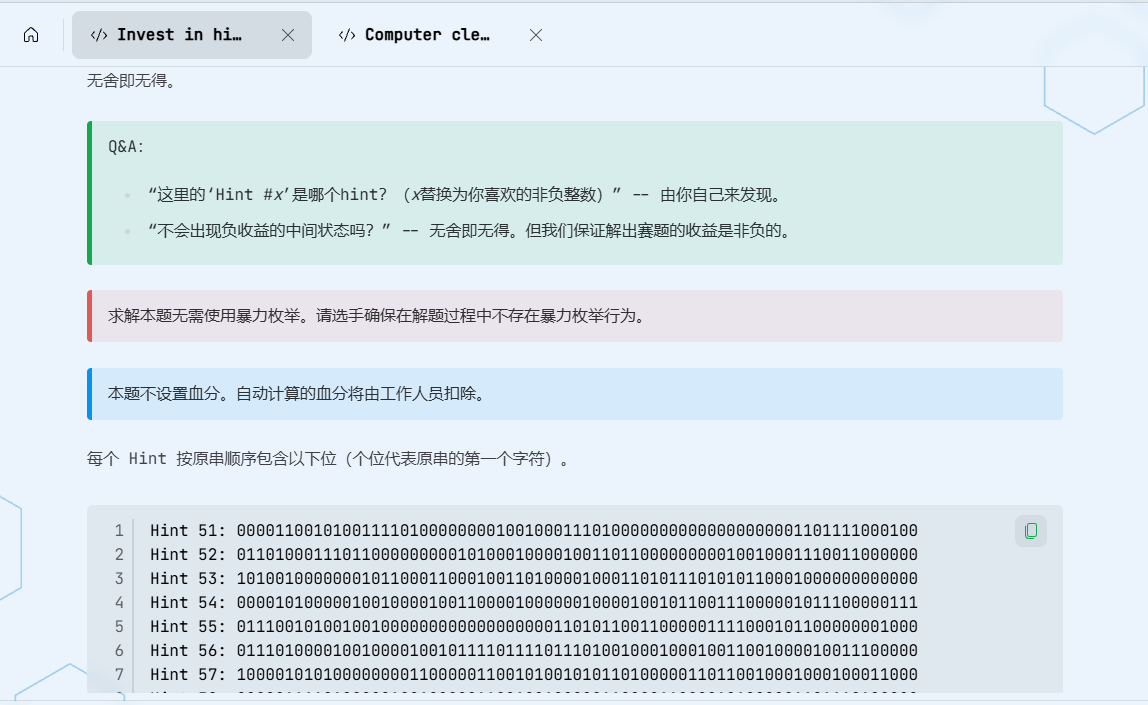 Invest in hi…
Computer cle…
无舍即无得。
Q&A:
“这里的‘Hint #x’是哪个hint? （x替换为你喜欢的非负整数）” -- 由你自己来发现。
“不会出现负收益的中间状态吗？” -- 无舍即无得。但我们保证解出赛题的收益是非负的。
求解本题无需使用暴力枚举。请选手确保在解题过程中不存在暴力枚举行为。
本题不设置血分。自动计算的血分将由工作人员扣除。
每个 Hint 按原串顺序包含以下位（个位代表原串的第一个字符）。
1 Hint 51: 00001100101001111010000000010010001110100000000000000000001101111000100
2 Hint 52: 01101000111011000000000101000100001001101100000000010010001110011000000
3 Hint 53: 10100100000001011000110001001101000010001101011101010110001000000000000
4 Hint 54: 00001010000010010000100110000100000010000100101100111000001011100000111
5 Hint 55: 01110010100100100000000000000000011010110011000001111000101100000001000
6 Hint 56: 01110100001001000010010111101111011101001000100010011001000010011100000
7 Hint 57: 10000101010000000011000001100101001010110100000110110010001000100011000